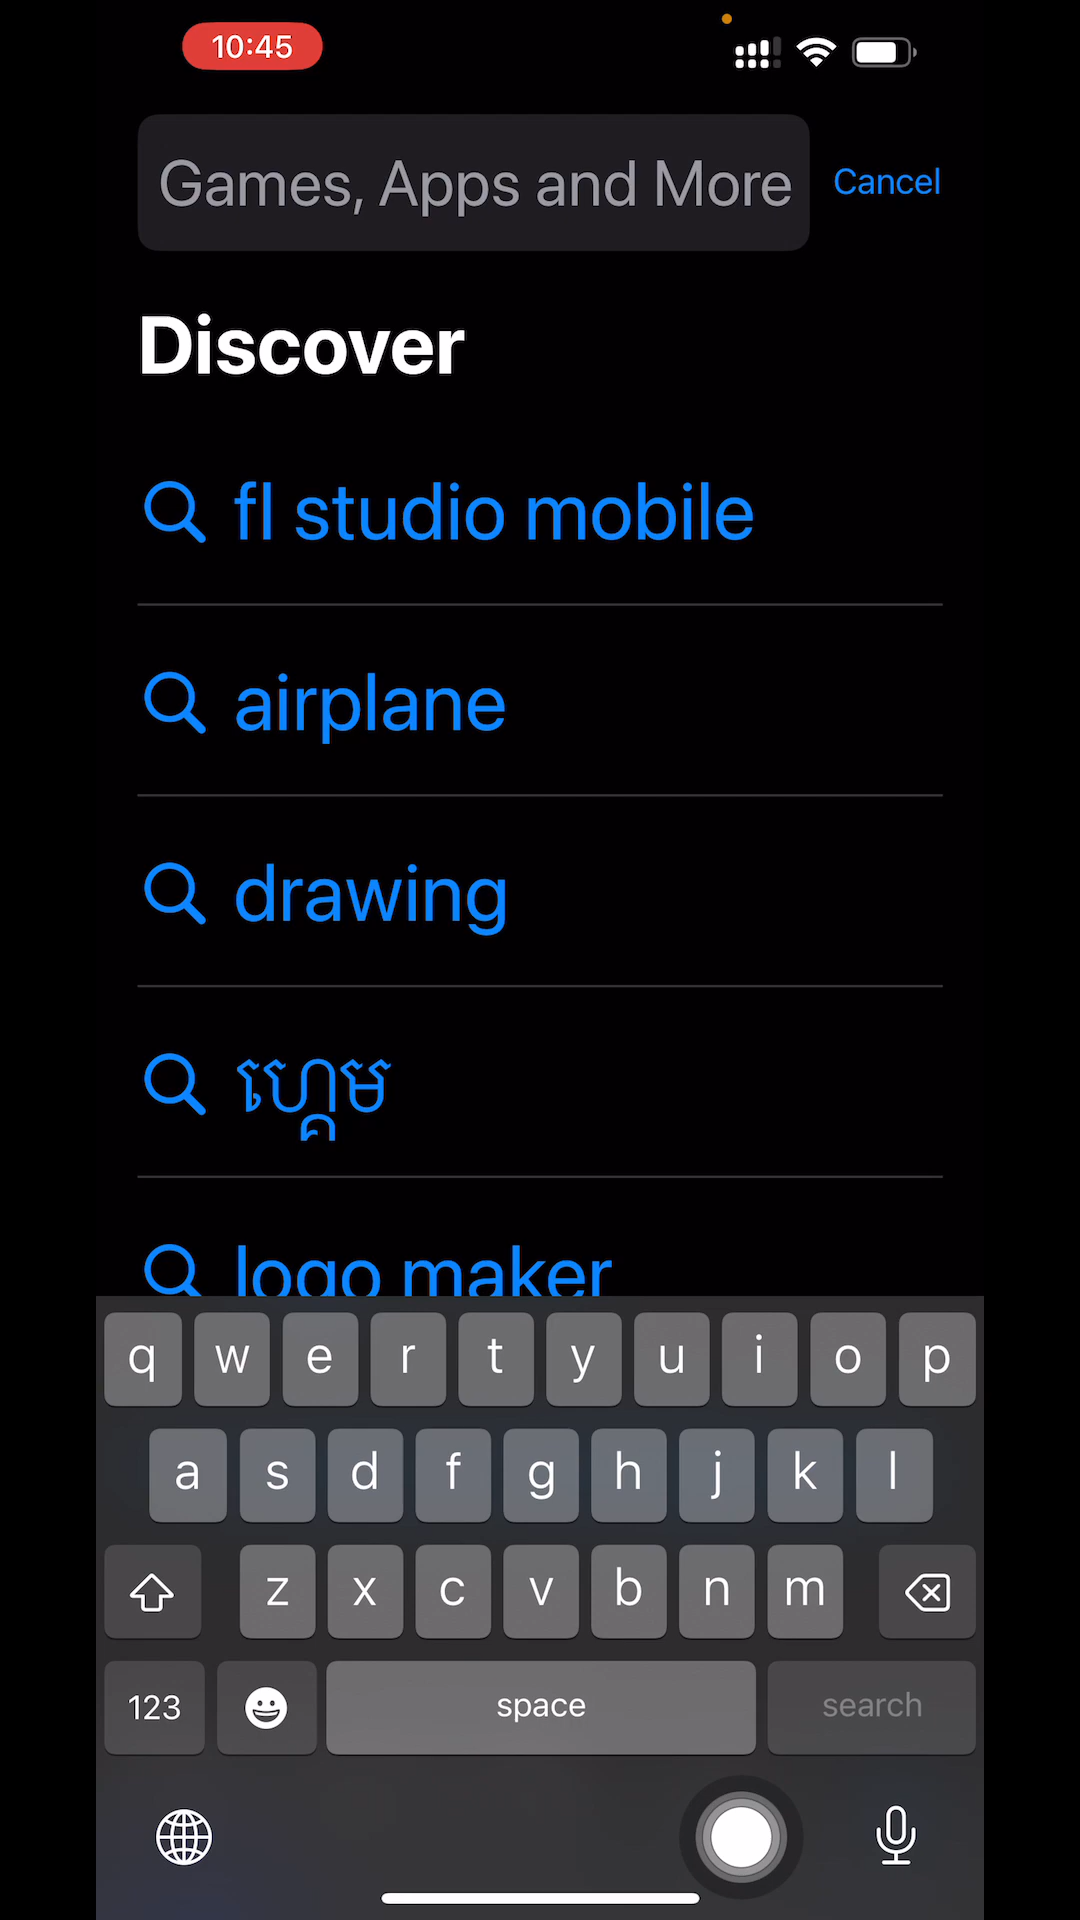 10:45
Games, Apps and More
Cancel
Discover
fl studio mobile
airplane
drawing
ហ្គេម
logo maker
q w e r t y u i o p
a s d f g h j k l
z x c v b n m
123 space search